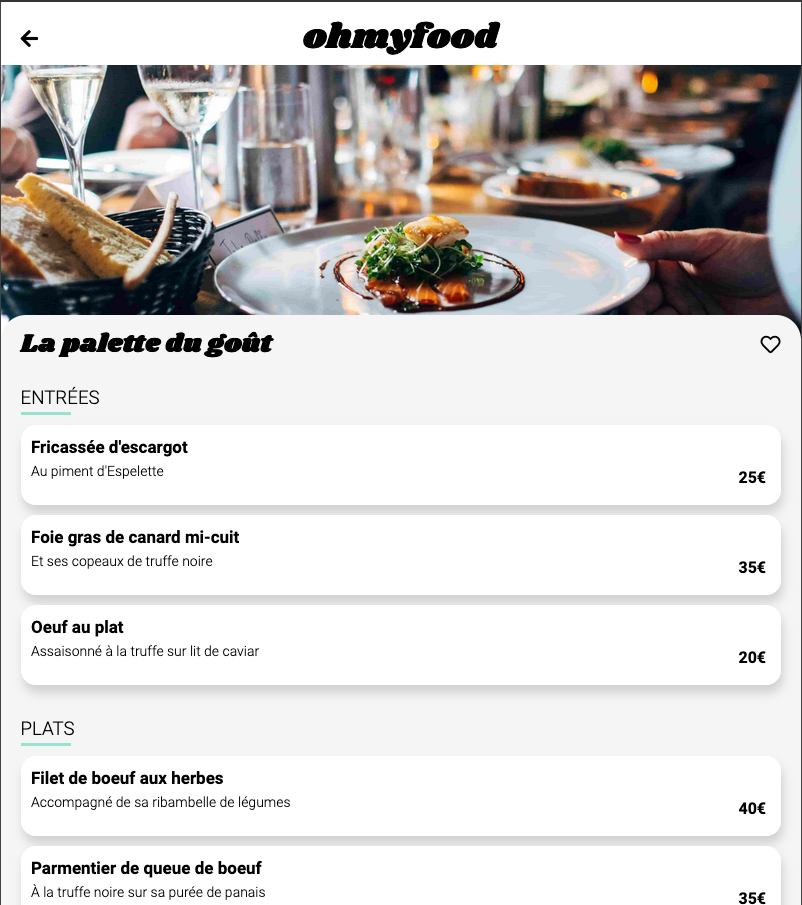 ohmyfood
La palette du goût
ENTRÉES
Fricassée d'escargot
Au piment d'Espelette
25€
Foie gras de canard mi-cuit
Et ses copeaux de truffe noire
35€
Oeuf au plat
Assaisonné à la truffe sur lit de caviar
20€
PLATS
Filet de boeuf aux herbes
Accompagné de sa ribambelle de légumes
40€
Parmentier de queue de boeuf
À la truffe noire sur sa purée de panais
35€